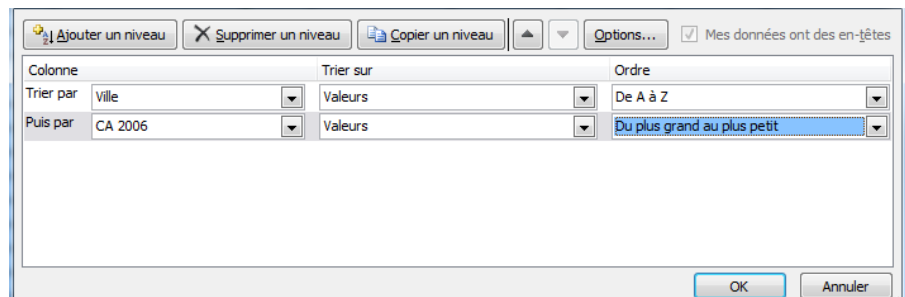 Ajouter un niveau Supprimer un niveau Copier un niveau Options... Mes données ont des en-têtes
Colonne Trier sur Ordre
Trier par Ville Valeurs De A à Z
Puis par CA 2006 Valeurs Du plus grand au plus petit
OK Annuler